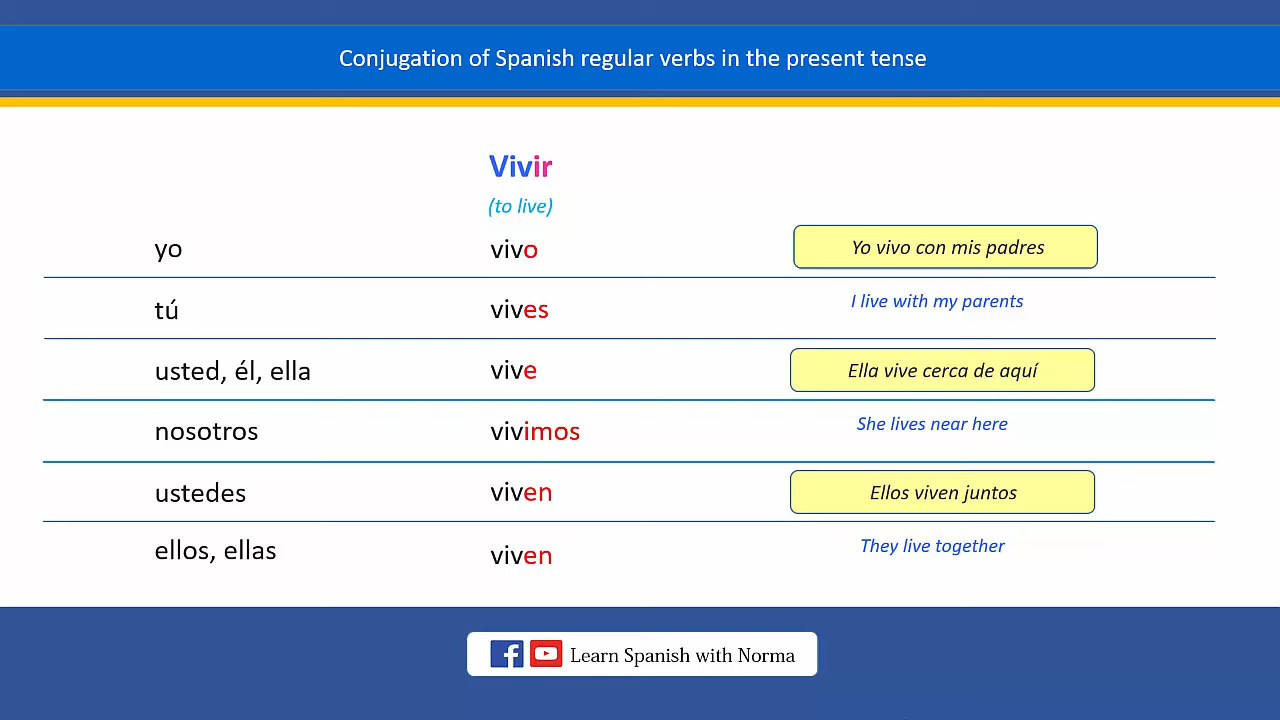 Conjugation of Spanish regular verbs in the present tense
Vivir
(to live)
yo vivo Yo vivo con mis padres
tú vives I live with my parents
usted, él, ella vive Ella vive cerca de aquí
nosotros vivimos She lives near here
ustedes viven Ellos viven juntos
ellos, ellas viven They live together
Learn Spanish with Norma